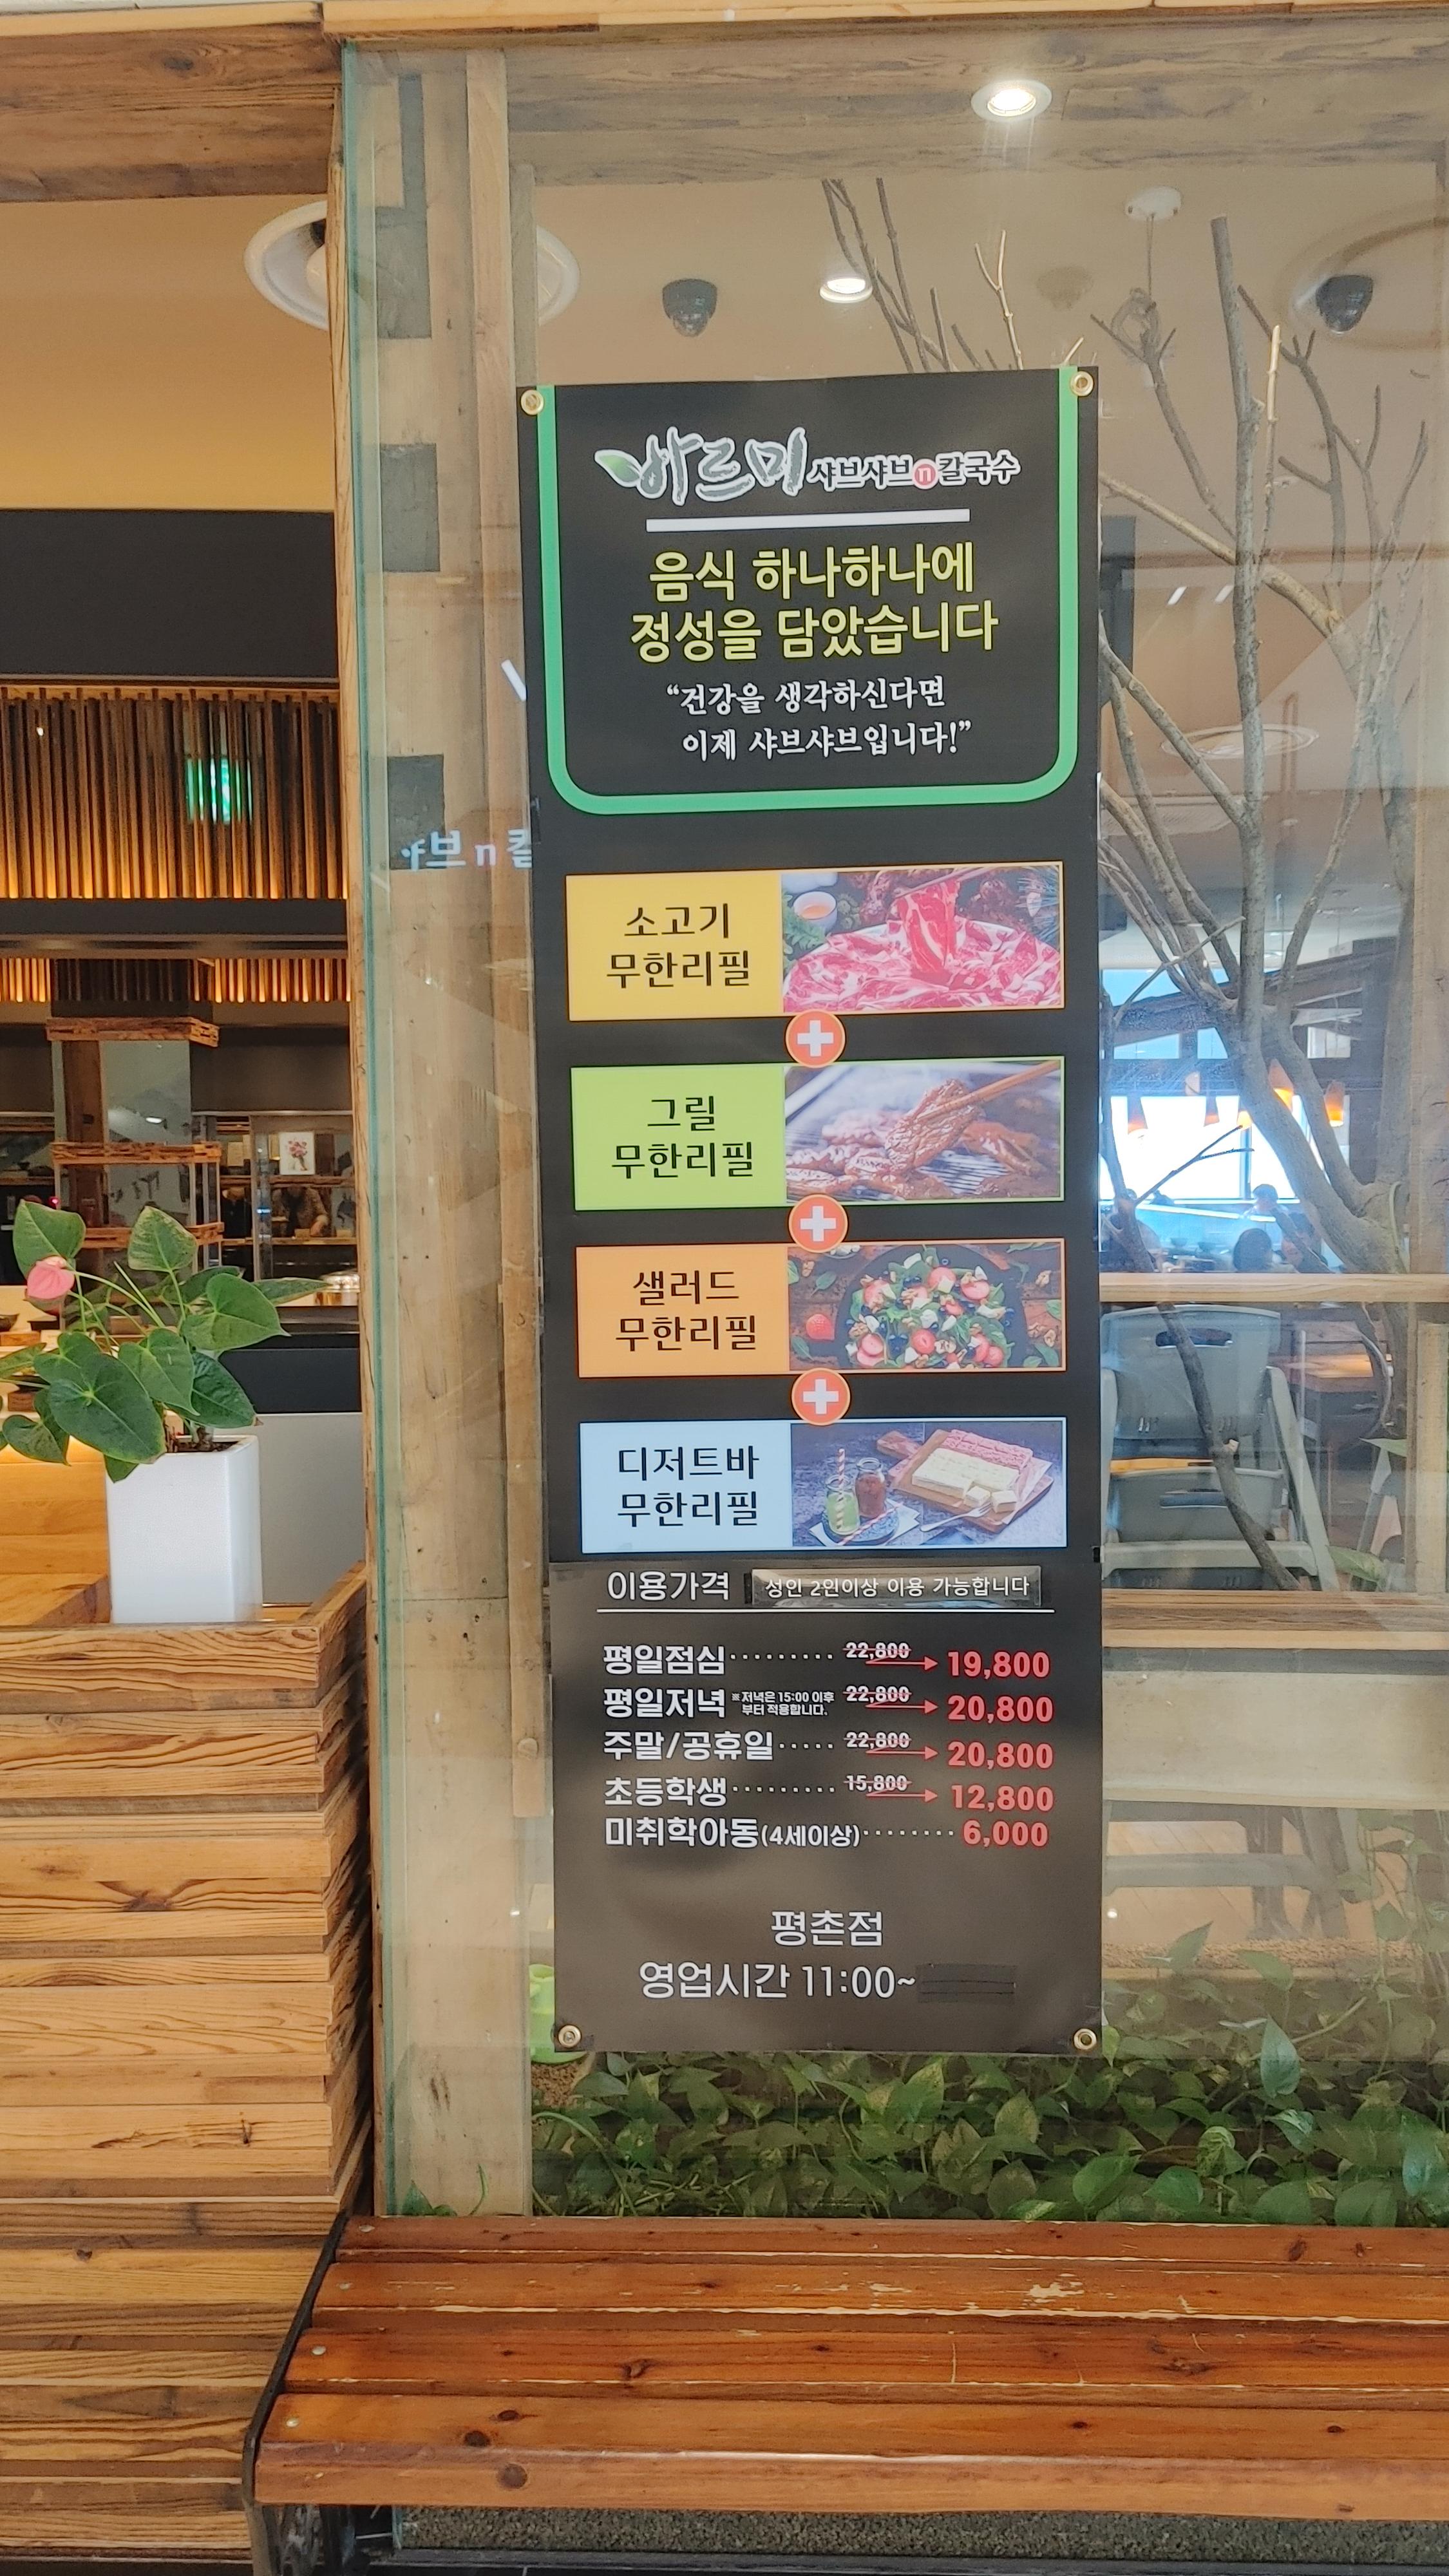 바르미 샤브샤브n칼국수
음식 하나하나에
정성을 담았습니다
“건강을 생각하신다면
이제 샤브샤브입니다!”
샤브 n 칼
소고기
무한리필
그릴
무한리필
샐러드
무한리필
디저트바
무한리필
이용가격 성인 2인이상 이용 가능합니다
평일점심 ········· 22,800 → 19,800
평일저녁 ※저녁은 15:00 이후 부터 적용합니다. 22,800 → 20,800
주말/공휴일 ····· 22,800 → 20,800
초등학생 ········· 15,800 → 12,800
미취학아동(4세이상) ········ 6,000
평촌점
영업시간 11:00~